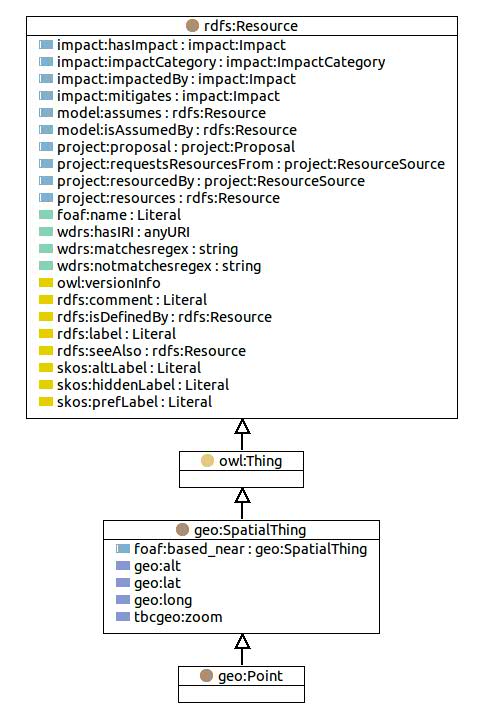 rdfs:Resource
impact:hasImpact : impact:Impact
impact:impactCategory : impact:ImpactCategory
impact:impactedBy : impact:Impact
impact:mitigates : impact:Impact
model:assumes : rdfs:Resource
model:isAssumedBy : rdfs:Resource
project:proposal : project:Proposal
project:requestsResourcesFrom : project:ResourceSource
project:resourcedBy : project:ResourceSource
project:resources : rdfs:Resource
foaf:name : Literal
wdrs:hasIRI : anyURI
wdrs:matchesregex : string
wdrs:notmatchesregex : string
owl:versionInfo
rdfs:comment : Literal
rdfs:isDefinedBy : rdfs:Resource
rdfs:label : Literal
rdfs:seeAlso : rdfs:Resource
skos:altLabel : Literal
skos:hiddenLabel : Literal
skos:prefLabel : Literal
owl:Thing
geo:SpatialThing
foaf:based_near : geo:SpatialThing
geo:alt
geo:lat
geo:long
tbcgeo:zoom
geo:Point